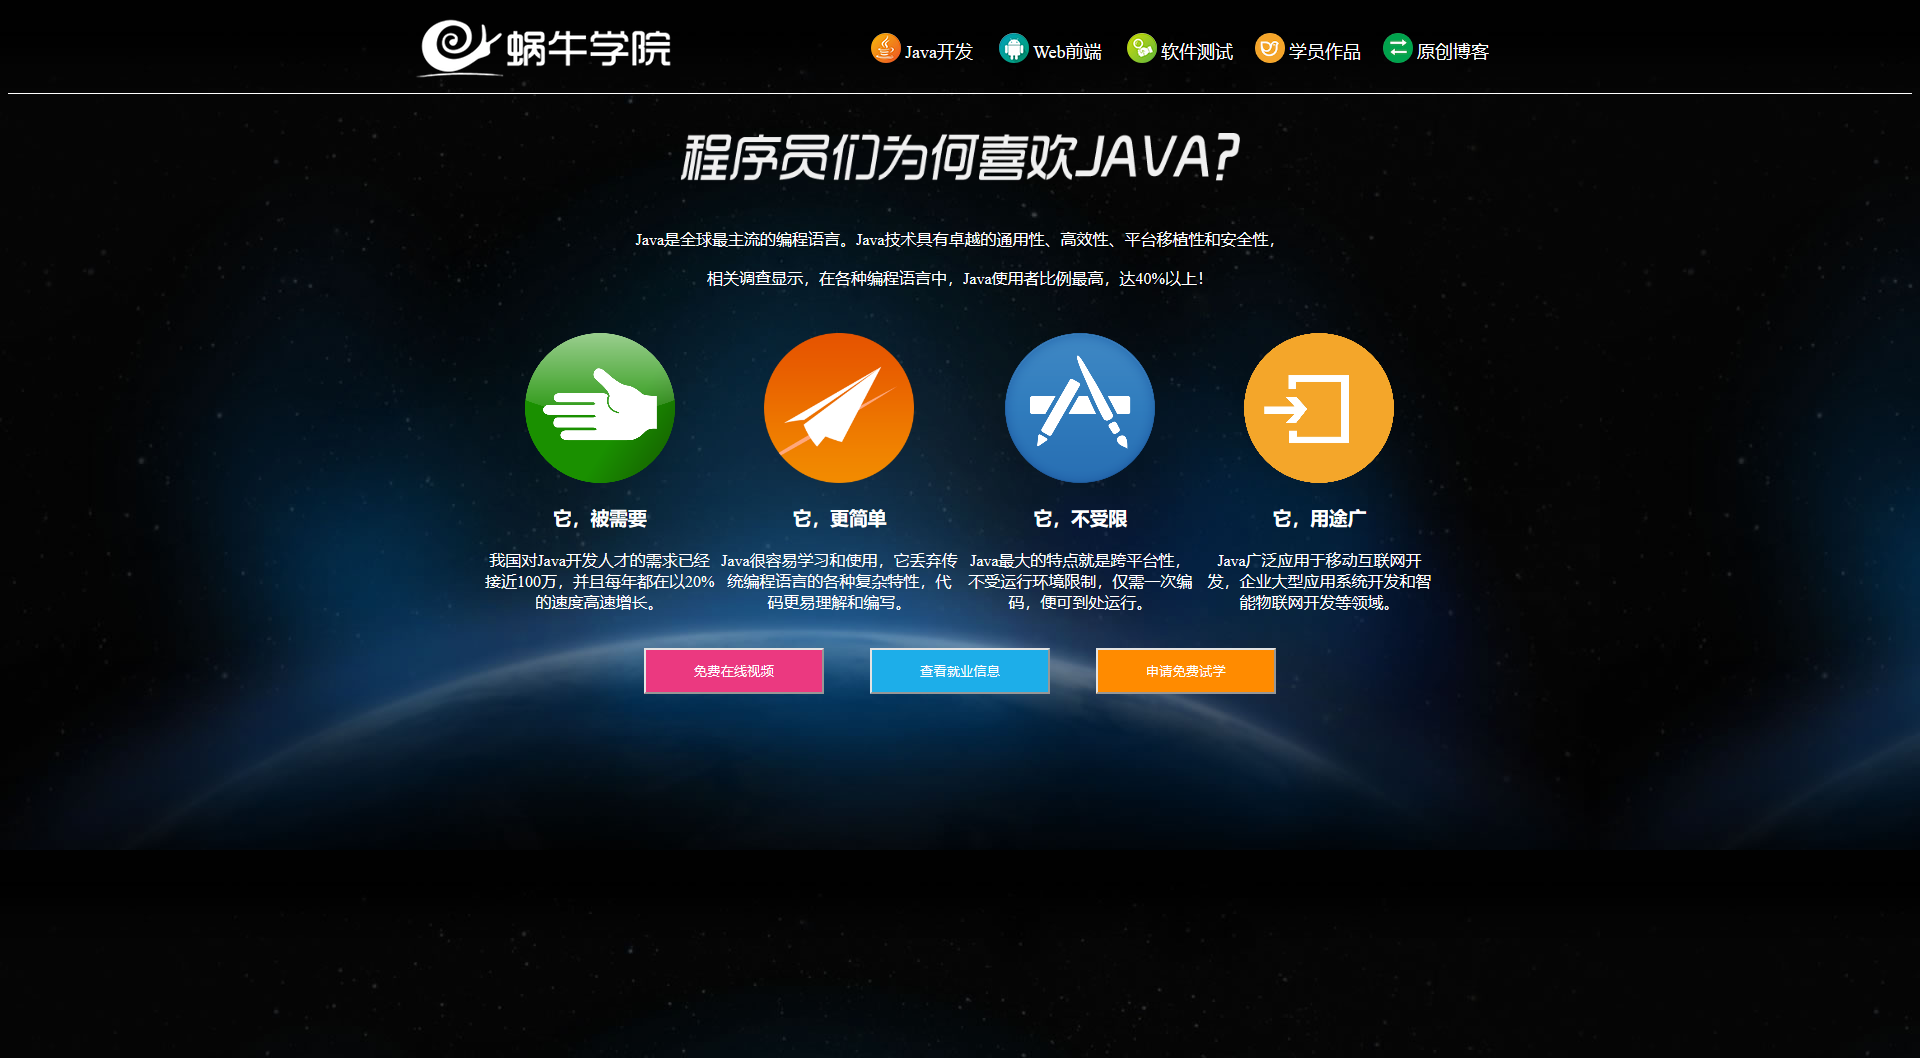 蜗牛学院
Java开发 Web前端 软件测试 学员作品 原创博客
程序员们为何喜欢JAVA?
Java是全球最主流的编程语言。Java技术具有卓越的通用性、高效性、平台移植性和安全性，
相关调查显示，在各种编程语言中，Java使用者比例最高，达40%以上！
它，被需要
我国对Java开发人才的需求已经
接近100万，并且每年都在以20%
的速度高速增长。
它，更简单
Java很容易学习和使用，它丢弃传
统编程语言的各种复杂特性，代
码更易理解和编写。
它，不受限
Java最大的特点就是跨平台性，
不受运行环境限制，仅需一次编
码，便可到处运行。
它，用途广
Java广泛应用于移动互联网开
发，企业大型应用系统开发和智
能物联网开发等领域。
免费在线视频
查看就业信息
申请免费试学